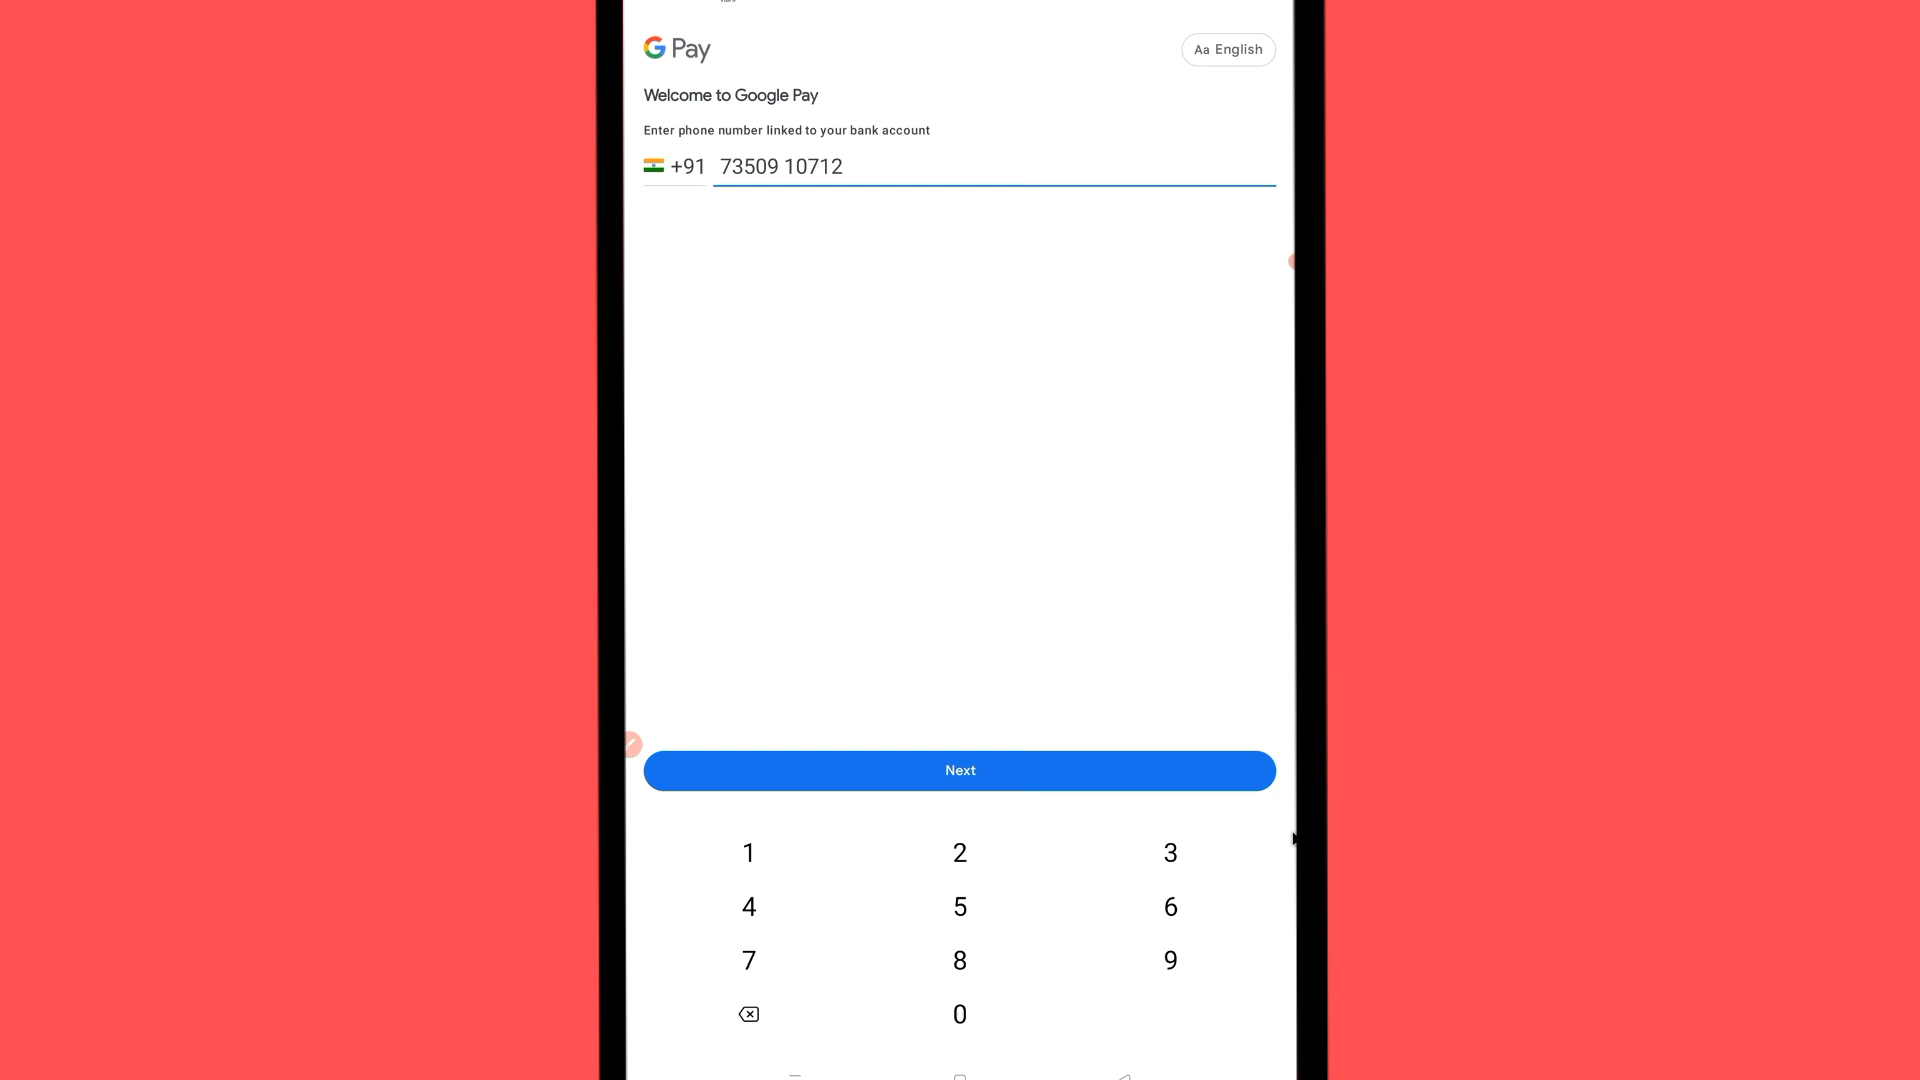 G Pay
Aa English
Welcome to Google Pay
Enter phone number linked to your bank account
+91 73509 10712
Next
1 2 3
4 5 6
7 8 9
0